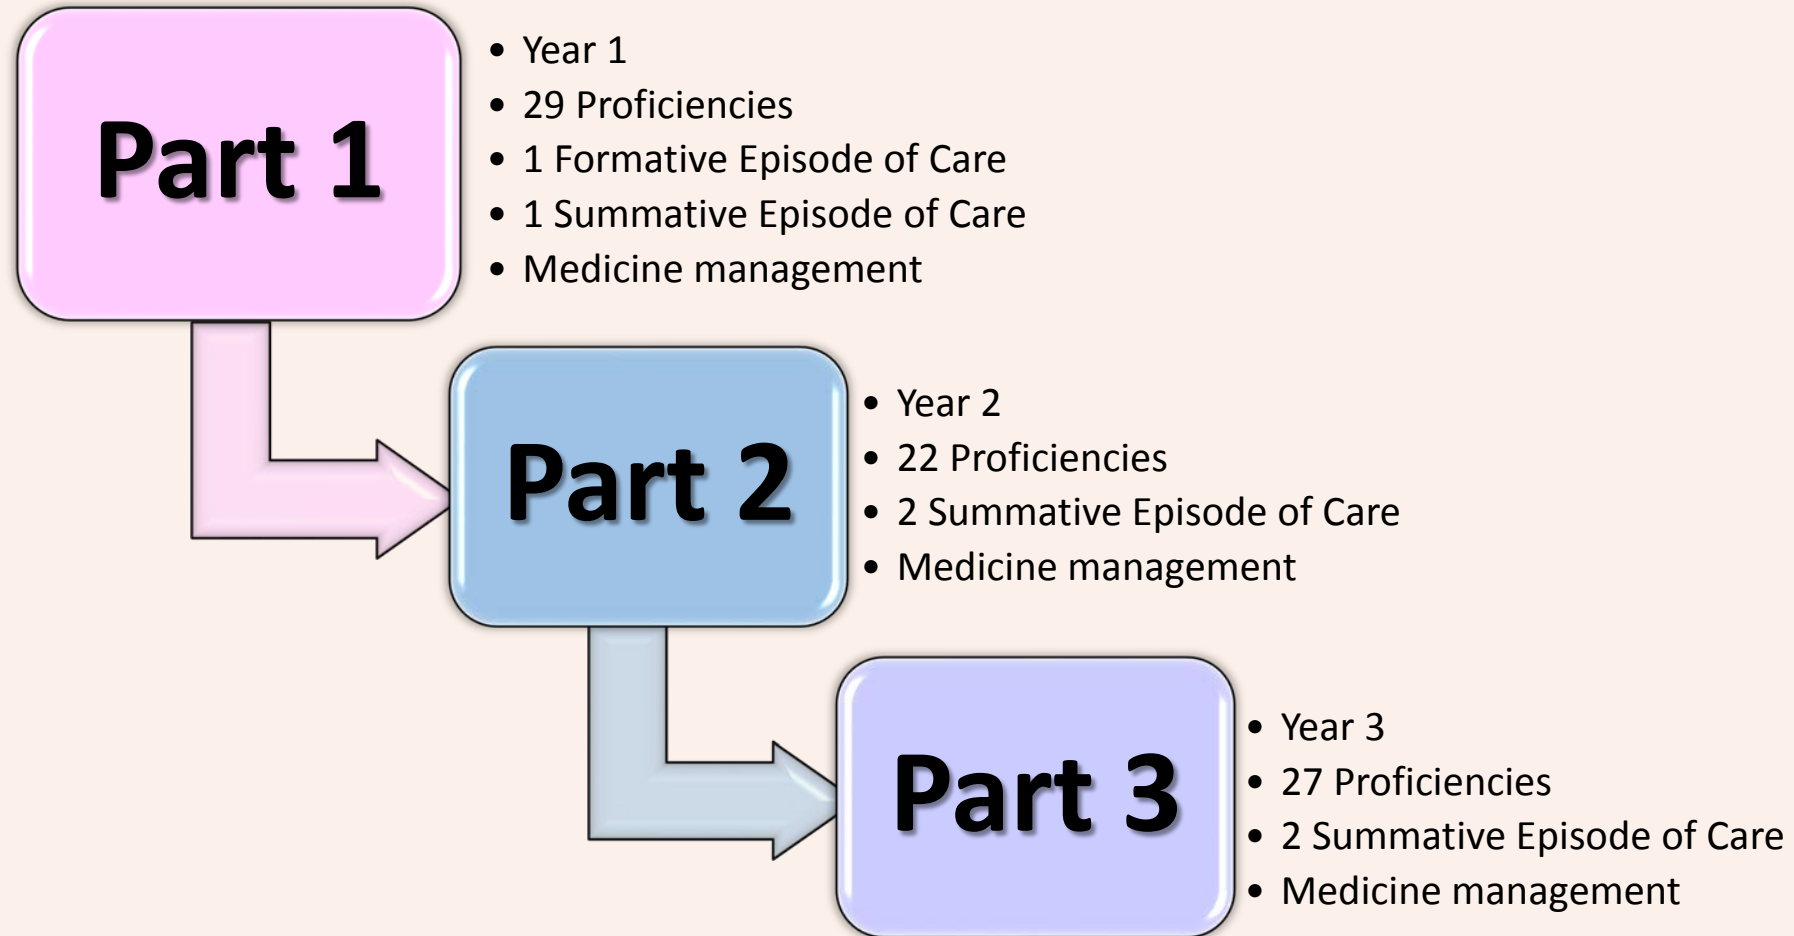 Part 1
• Year 1
• 29 Proficiencies
• 1 Formative Episode of Care
• 1 Summative Episode of Care
• Medicine management
Part 2
• Year 2
• 22 Proficiencies
• 2 Summative Episode of Care
• Medicine management
Part 3
• Year 3
• 27 Proficiencies
• 2 Summative Episode of Care
• Medicine management